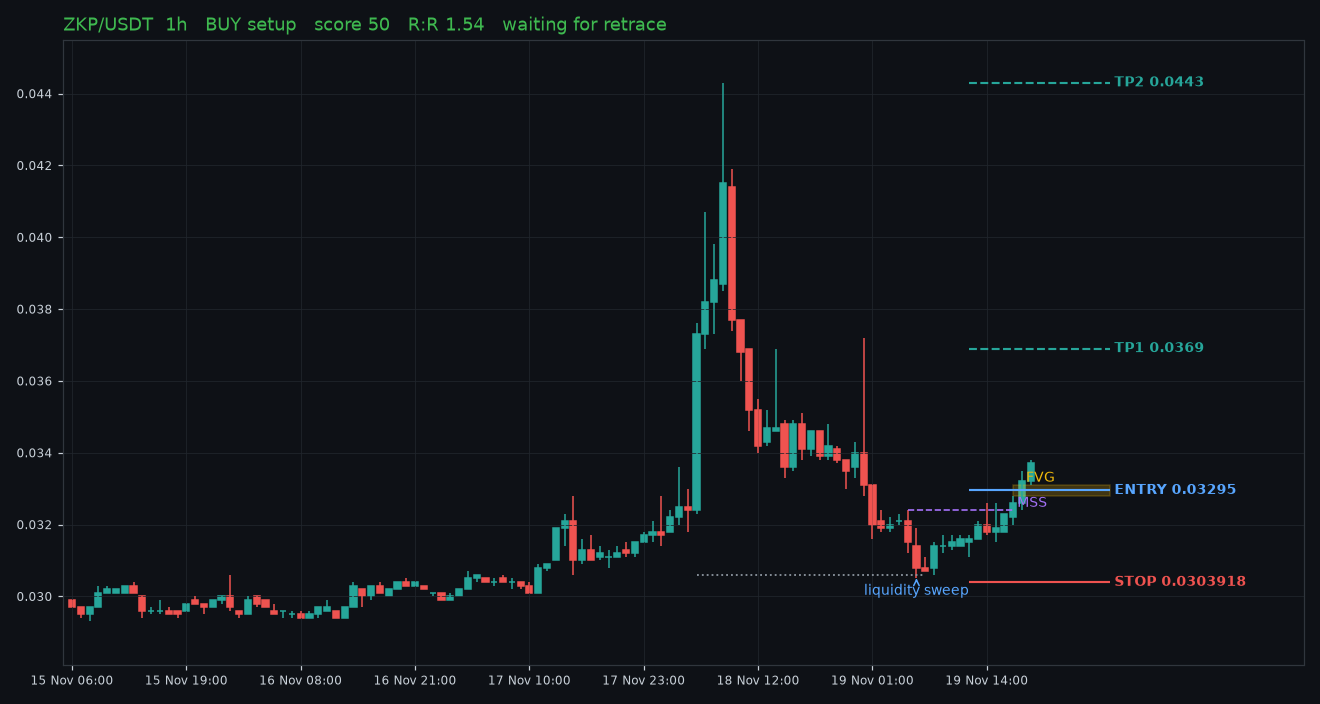 ZKP/USDT 1h BUY setup score 50 R:R 1.54 waiting for retrace
TP2 0.0443
0.044
0.042
0.040
0.038
TP1 0.0369
0.036
0.034
FVG
ENTRY 0.03295
MSS
0.032
STOP 0.0303918
liquidity sweep
0.030
15 Nov 06:00 15 Nov 19:00 16 Nov 08:00 16 Nov 21:00 17 Nov 10:00 17 Nov 23:00 18 Nov 12:00 19 Nov 01:00 19 Nov 14:00